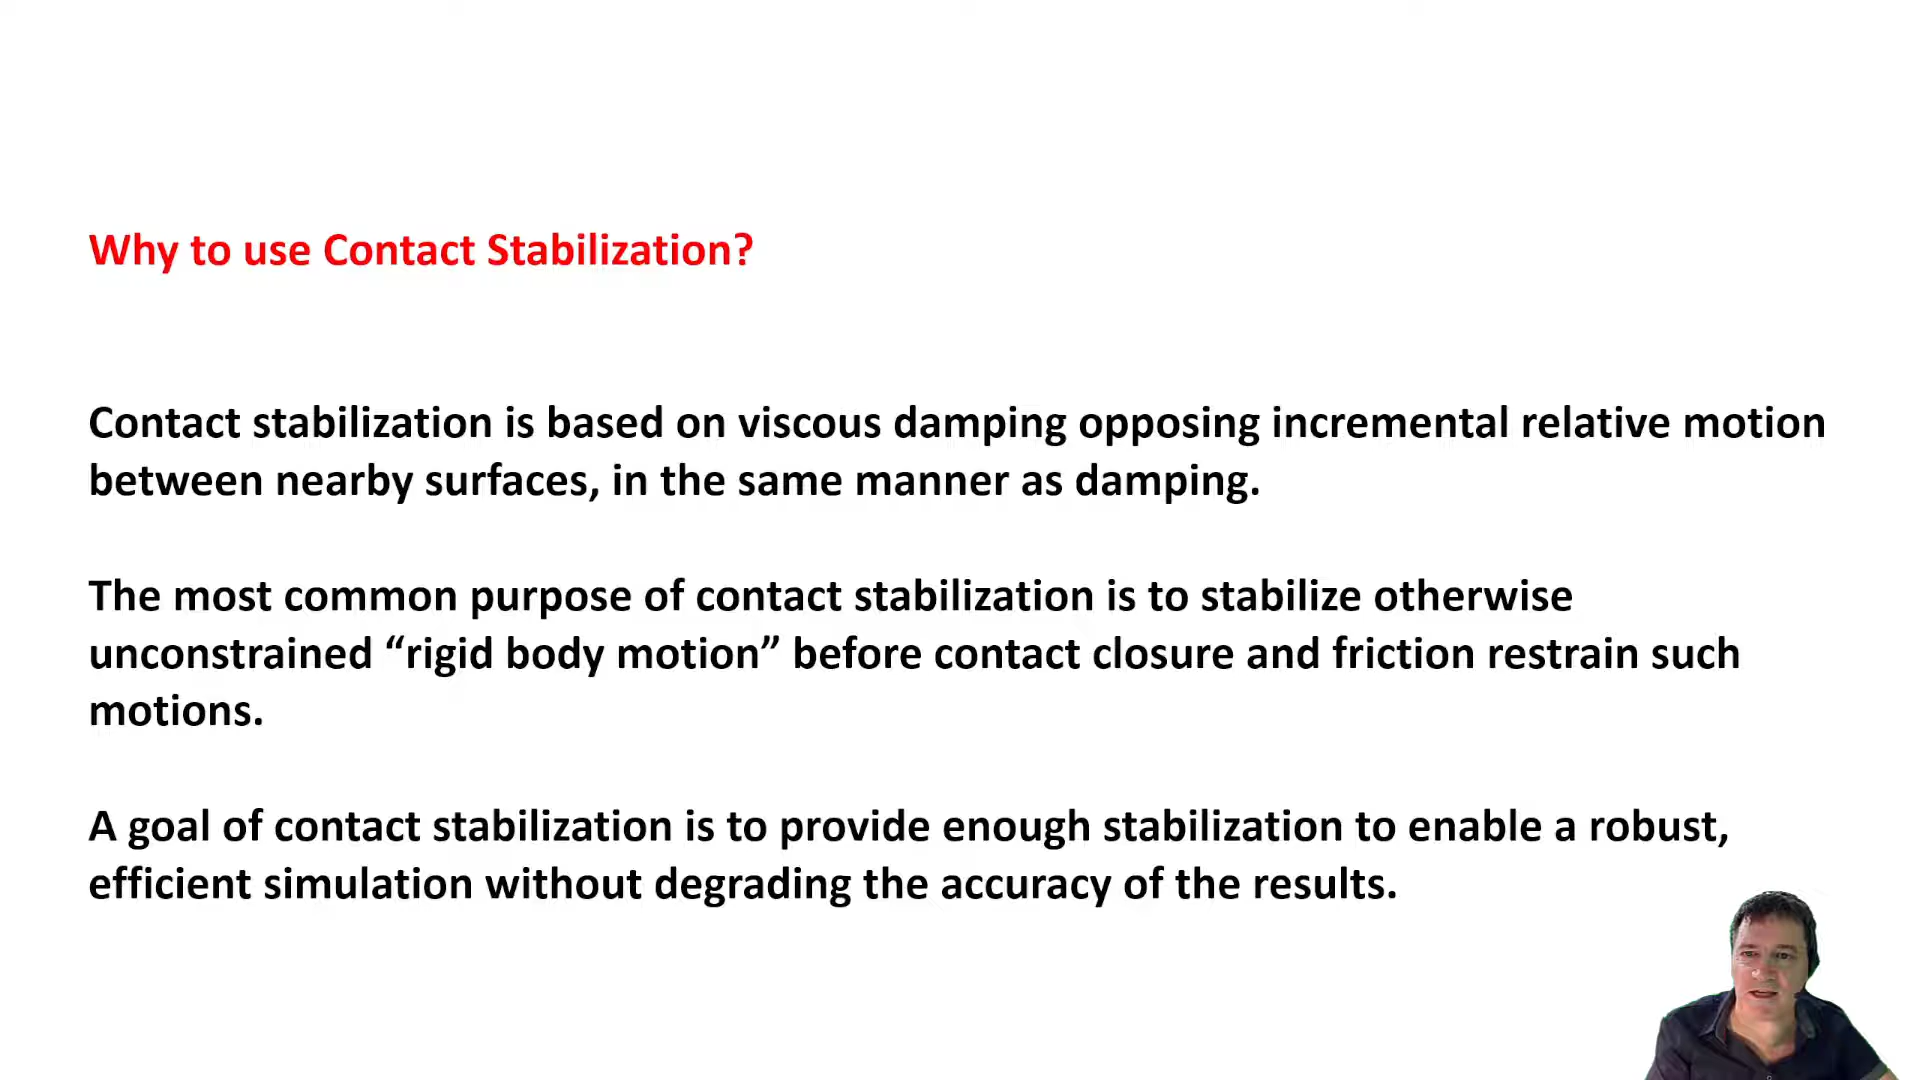 Why to use Contact Stabilization?
Contact stabilization is based on viscous damping opposing incremental relative motion
between nearby surfaces, in the same manner as damping.
The most common purpose of contact stabilization is to stabilize otherwise
unconstrained “rigid body motion” before contact closure and friction restrain such
motions.
A goal of contact stabilization is to provide enough stabilization to enable a robust,
efficient simulation without degrading the accuracy of the results.